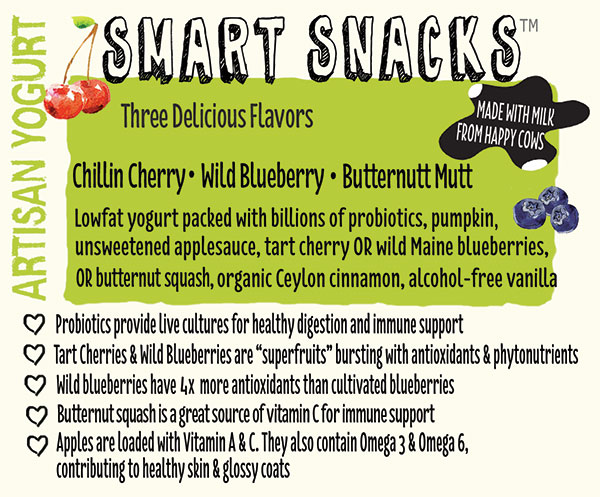 ARTISAN YOGURT
SMART SNACKS™
Three Delicious Flavors
MADE WITH MILK
FROM HAPPY COWS
Chillin Cherry • Wild Blueberry • Butternutt Mutt
Lowfat yogurt packed with billions of probiotics, pumpkin,
unsweetened applesauce, tart cherry OR wild Maine blueberries,
OR butternut squash, organic Ceylon cinnamon, alcohol-free vanilla
Probiotics provide live cultures for healthy digestion and immune support
Tart Cherries & Wild Blueberries are “superfruits” bursting with antioxidants & phytonutrients
Wild blueberries have 4x more antioxidants than cultivated blueberries
Butternut squash is a great source of vitamin C for immune support
Apples are loaded with Vitamin A & C. They also contain Omega 3 & Omega 6,
contributing to healthy skin & glossy coats